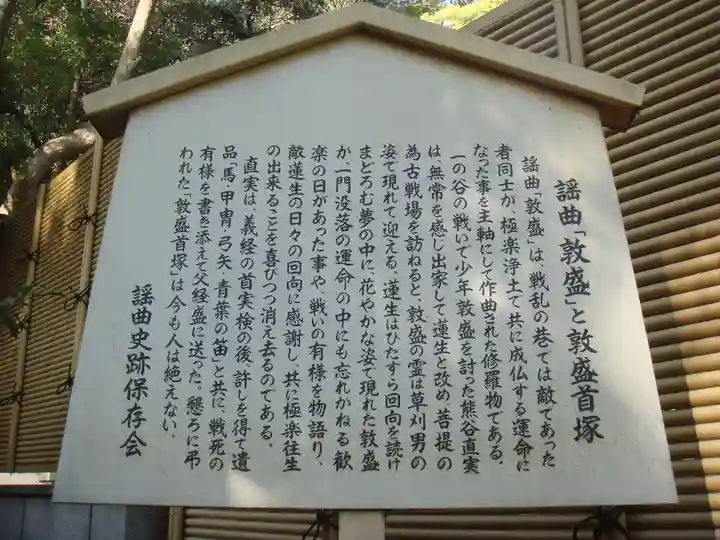 謡曲「敦盛」と敦盛首塚
謡曲「敦盛」は、戦乱の巷では敵であった
者同士が、極楽浄土で共に成仏する運命に
なった事を主軸にして作曲された修羅物である。
一の谷の戦いで少年敦盛を討った熊谷直実
は、無常を感じ出家して蓮生と改め、菩提の
為古戦場を訪ねると、敦盛の霊は草刈男の
姿で現れて迎える。蓮生はひたすら回向を続け
まどろむ夢の中に、花やかな姿で現れた敦盛
が、一門没落の運命の中にも忘れかねる歓
楽の日があった事や、戦いの有様を物語り、
敵蓮生の日々の回向に感謝し、共に極楽往生
の出来ることを喜びつつ消え去るのである。
直実は、義経の首実検の後、許しを得て遺
品「馬・甲冑・弓矢・青葉の笛」と共に、戦死の
有様を書き添えて父経盛に送った。懇ろに弔
われた「敦盛首塚」は今も人は絶えない。
謡曲史跡保存会